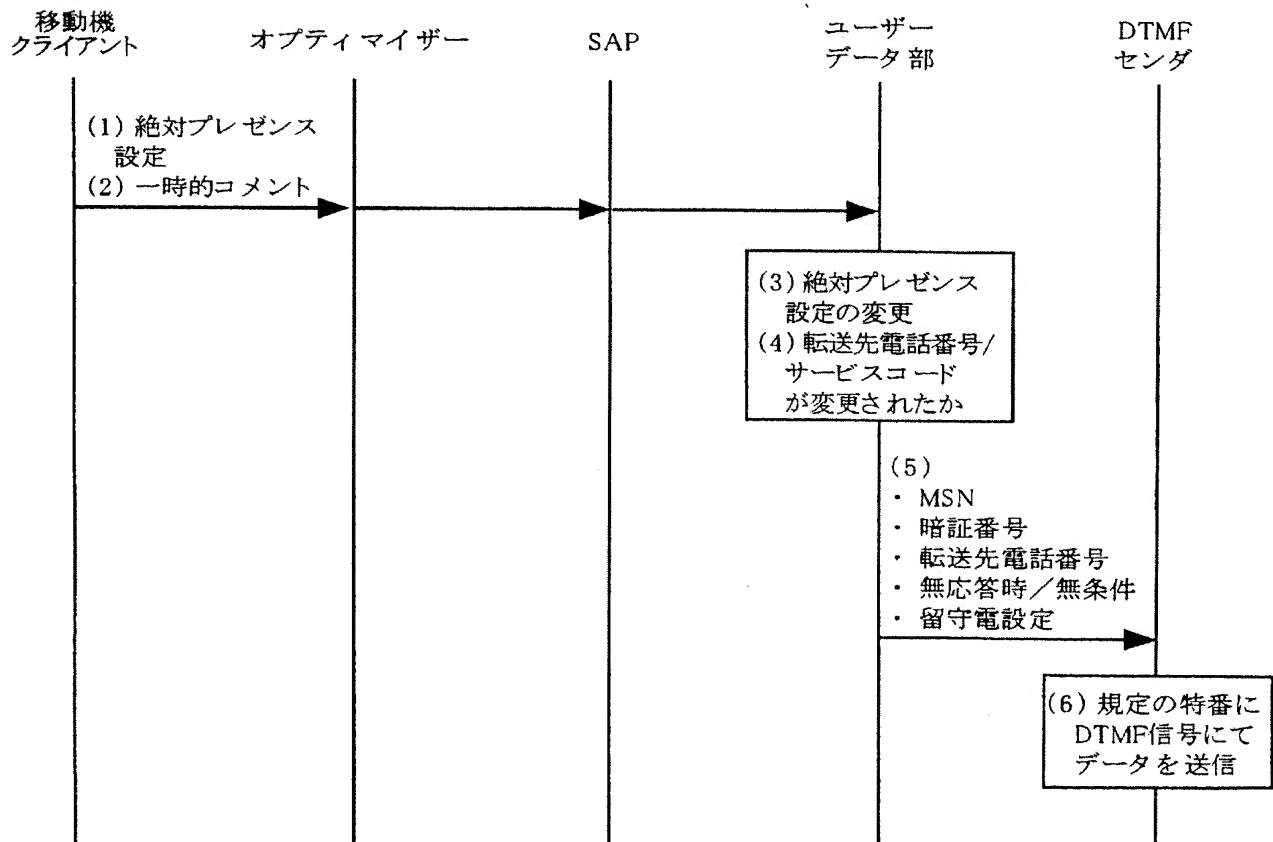 移動機
クライアント
オプティマイザー
SAP
ユーザー
データ部
DTMF
センダ
(1) 絶対プレゼンス
設定
(2) 一時的コメント
(3) 絶対プレゼンス
設定の変更
(4) 転送先電話番号/
サービスコード
が変更されたか
(5)
・ MSN
・ 暗証番号
・ 転送先電話番号
・ 無応答時／無条件
・ 留守電設定
(6) 規定の特番に
DTMF信号にて
データを送信